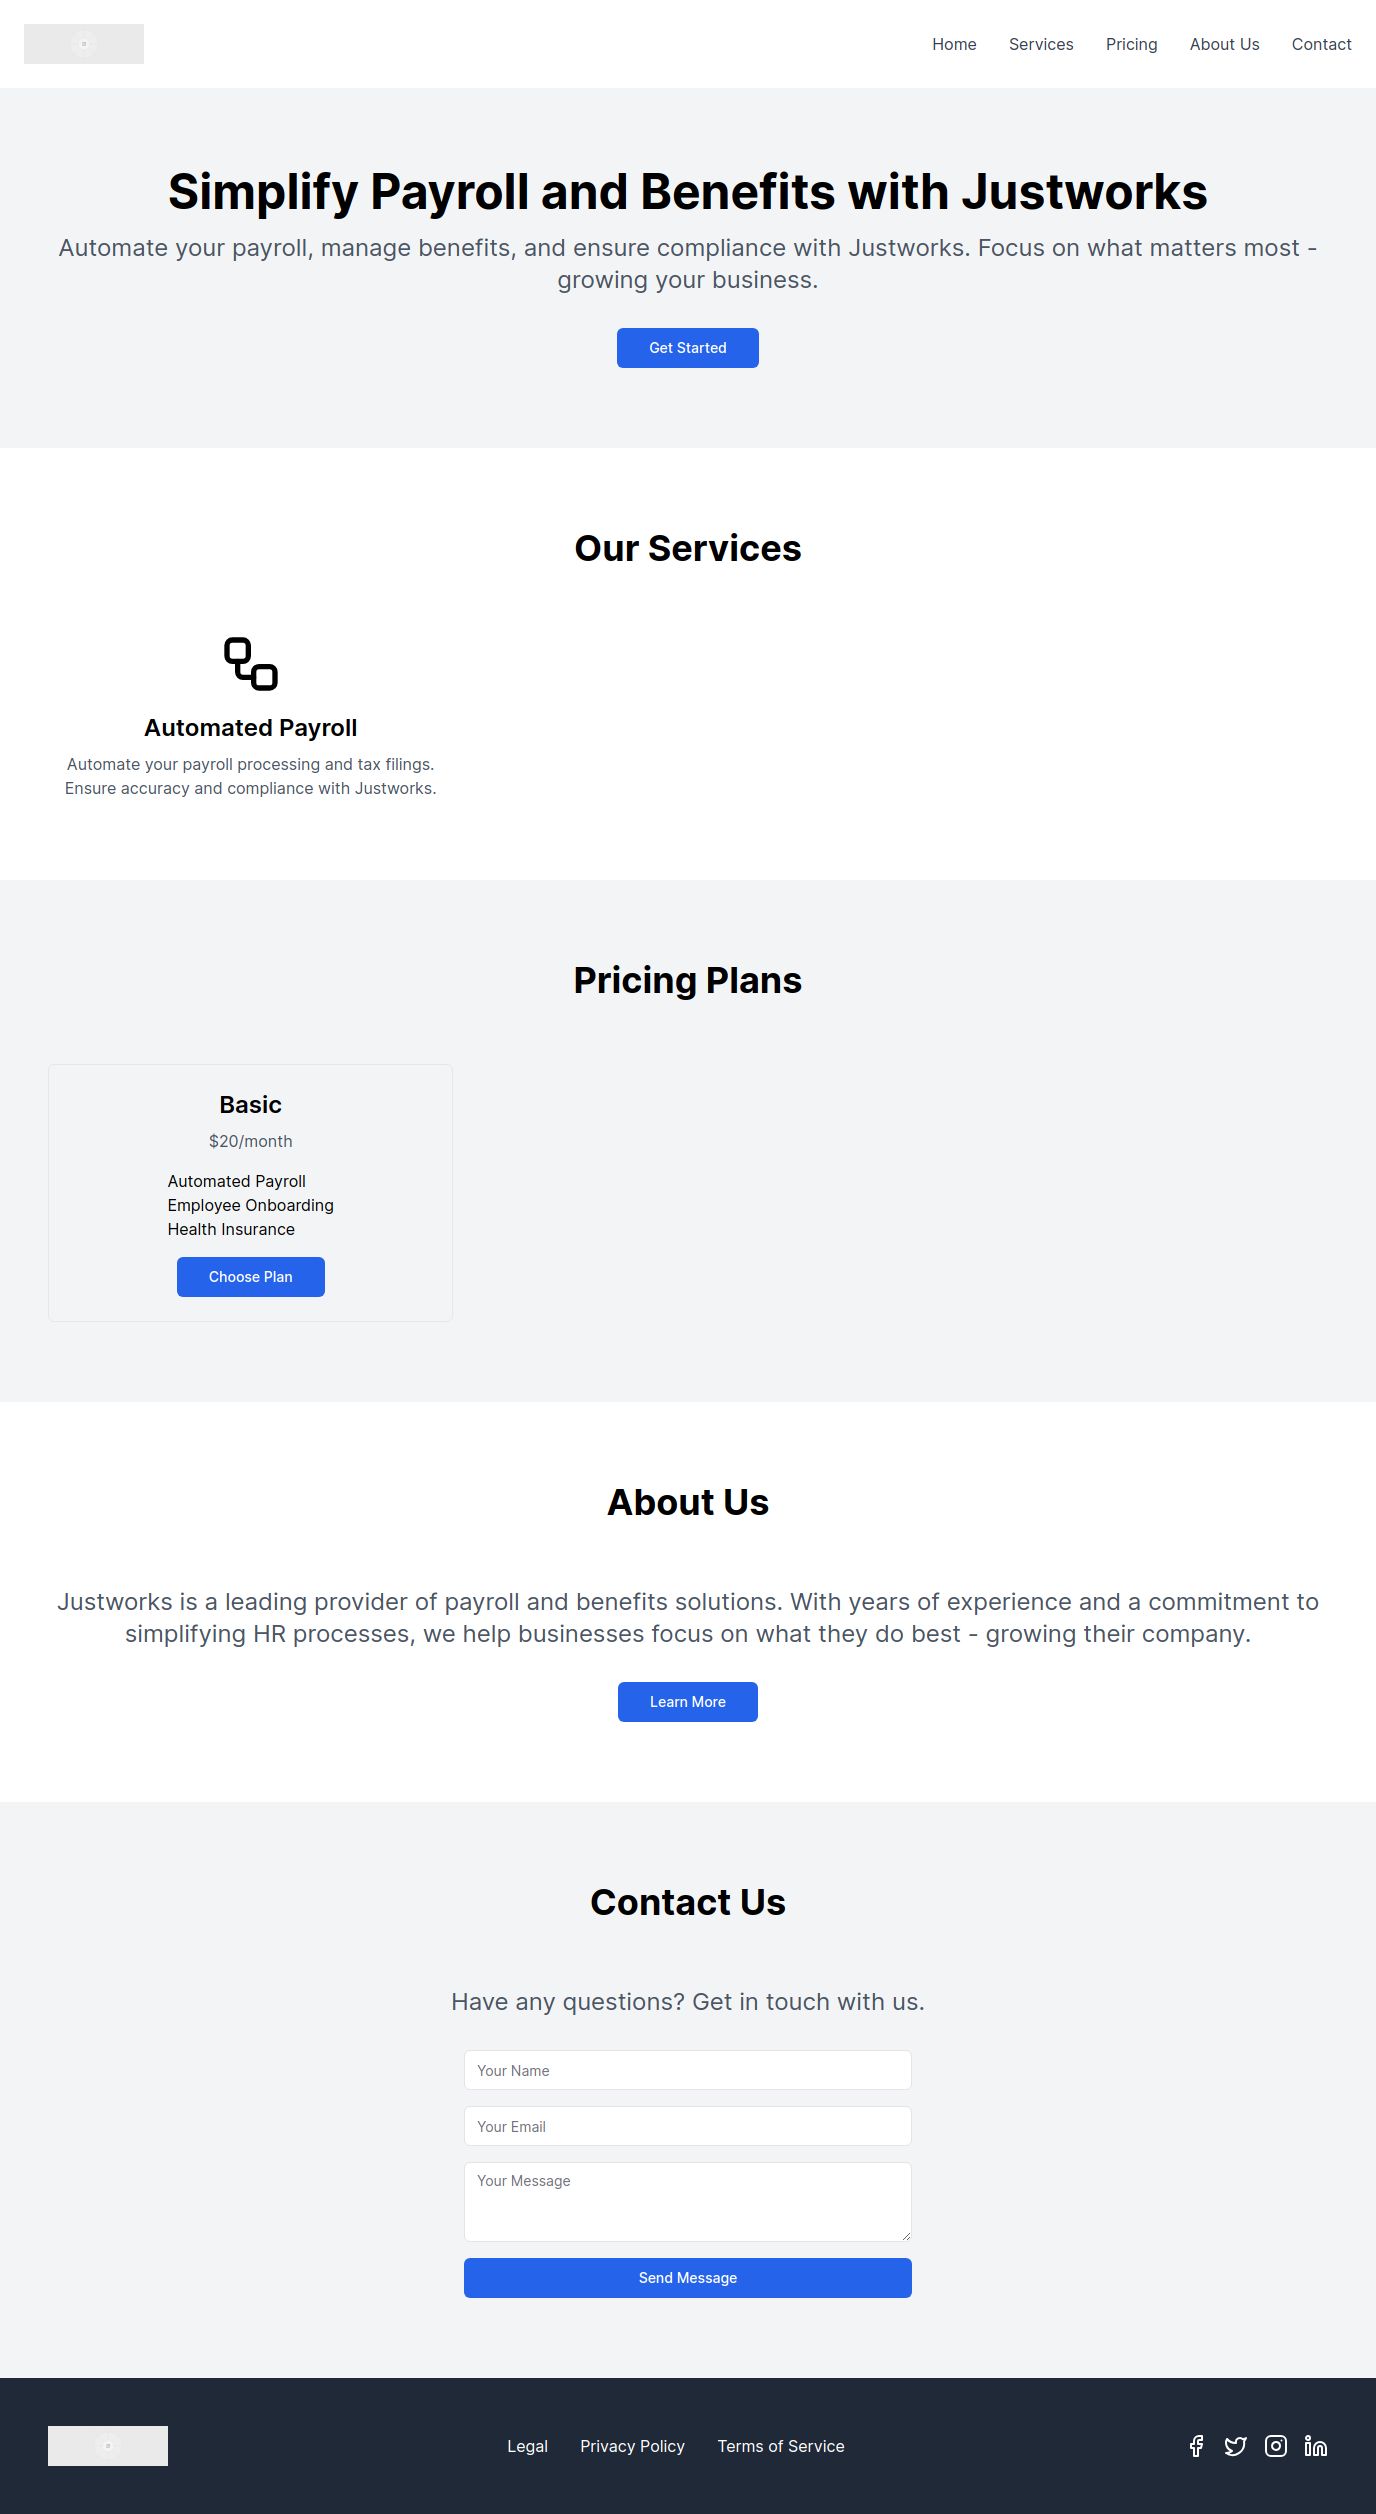 Home Services Pricing About Us Contact
Simplify Payroll and Benefits with Justworks
Automate your payroll, manage benefits, and ensure compliance with Justworks. Focus on what matters most -
growing your business.
Get Started
Our Services
Automated Payroll
Automate your payroll processing and tax filings.
Ensure accuracy and compliance with Justworks.
Pricing Plans
Basic
$20/month
Automated Payroll
Employee Onboarding
Health Insurance
Choose Plan
About Us
Justworks is a leading provider of payroll and benefits solutions. With years of experience and a commitment to
simplifying HR processes, we help businesses focus on what they do best - growing their company.
Learn More
Contact Us
Have any questions? Get in touch with us.
Your Name
Your Email
Your Message
Send Message
Legal Privacy Policy Terms of Service